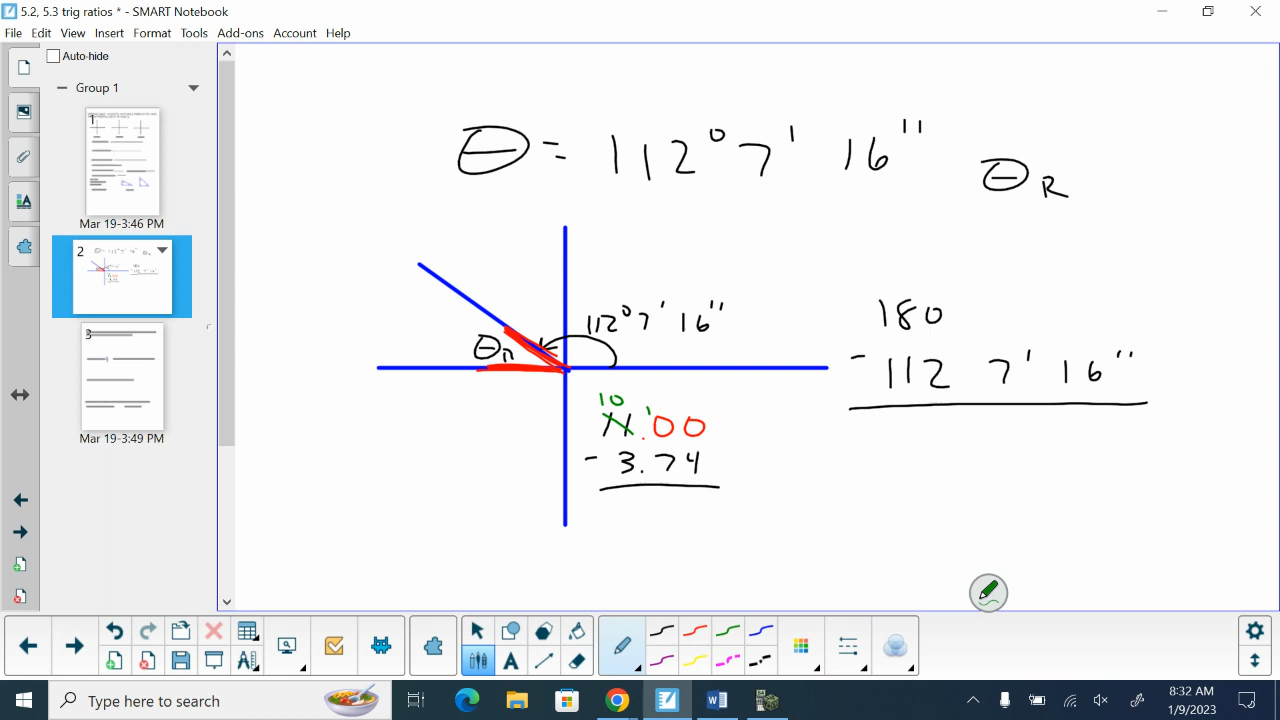 5.2, 5.3 trig ratios * - SMART Notebook
File Edit View Insert Format Tools Add-ons Account Help
Auto-hide
Group 1
1
Mar 19-3:46 PM
2
3
Mar 19-3:49 PM
Θ = 112° 7' 16"
Θ R
112° 7' 16"
Θ R
10
11.00
- 3.74
180
- 112 7' 16"
Type here to search
8:32 AM
1/9/2023